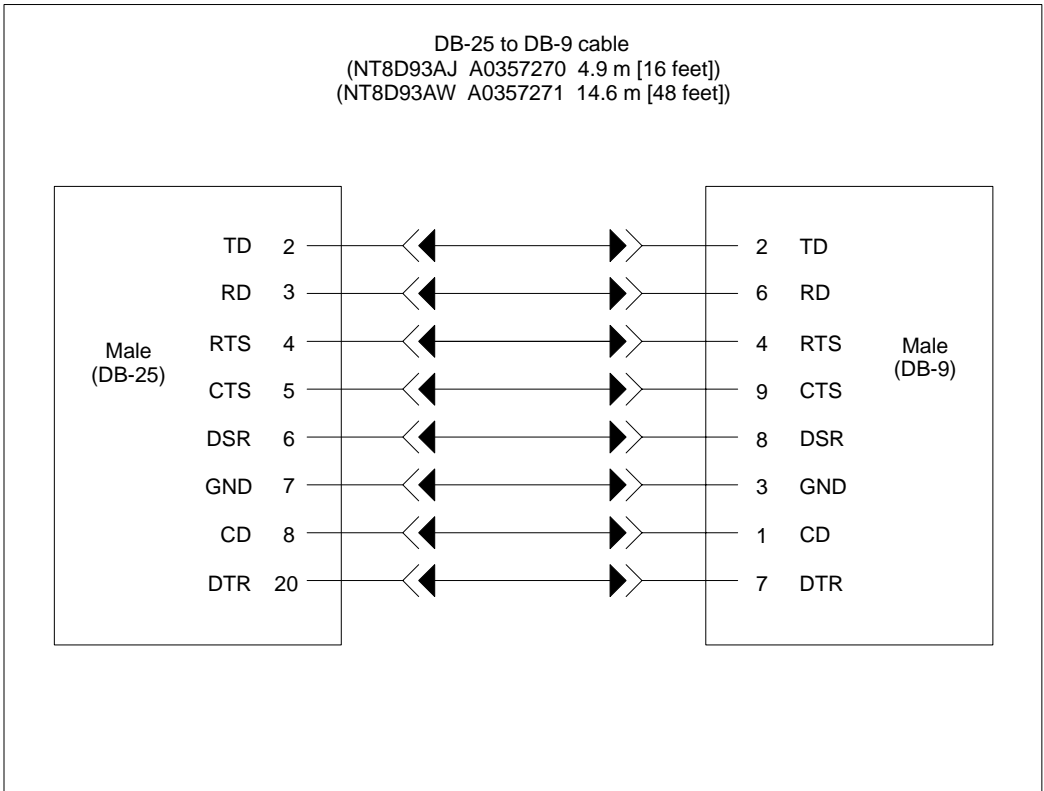 DB-25 to DB-9 cable
(NT8D93AJ  A0357270  4.9 m [16 feet])
(NT8D93AW  A0357271  14.6 m [48 feet])
TD 2 2 TD
RD 3 6 RD
RTS 4 4 RTS
Male
(DB-25)
Male
(DB-9)
CTS 5 9 CTS
DSR 6 8 DSR
GND 7 3 GND
CD 8 1 CD
DTR 20 7 DTR